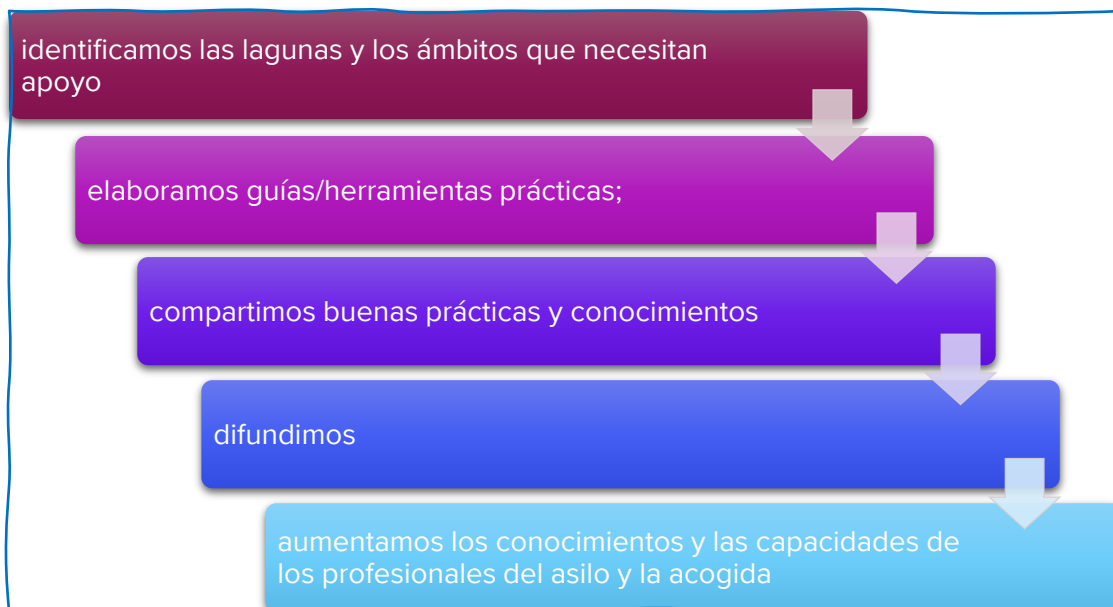 identificamos las lagunas y los ámbitos que necesitan
apoyo
elaboramos guías/herramientas prácticas;
compartimos buenas prácticas y conocimientos
difundimos
aumentamos los conocimientos y las capacidades de
los profesionales del asilo y la acogida